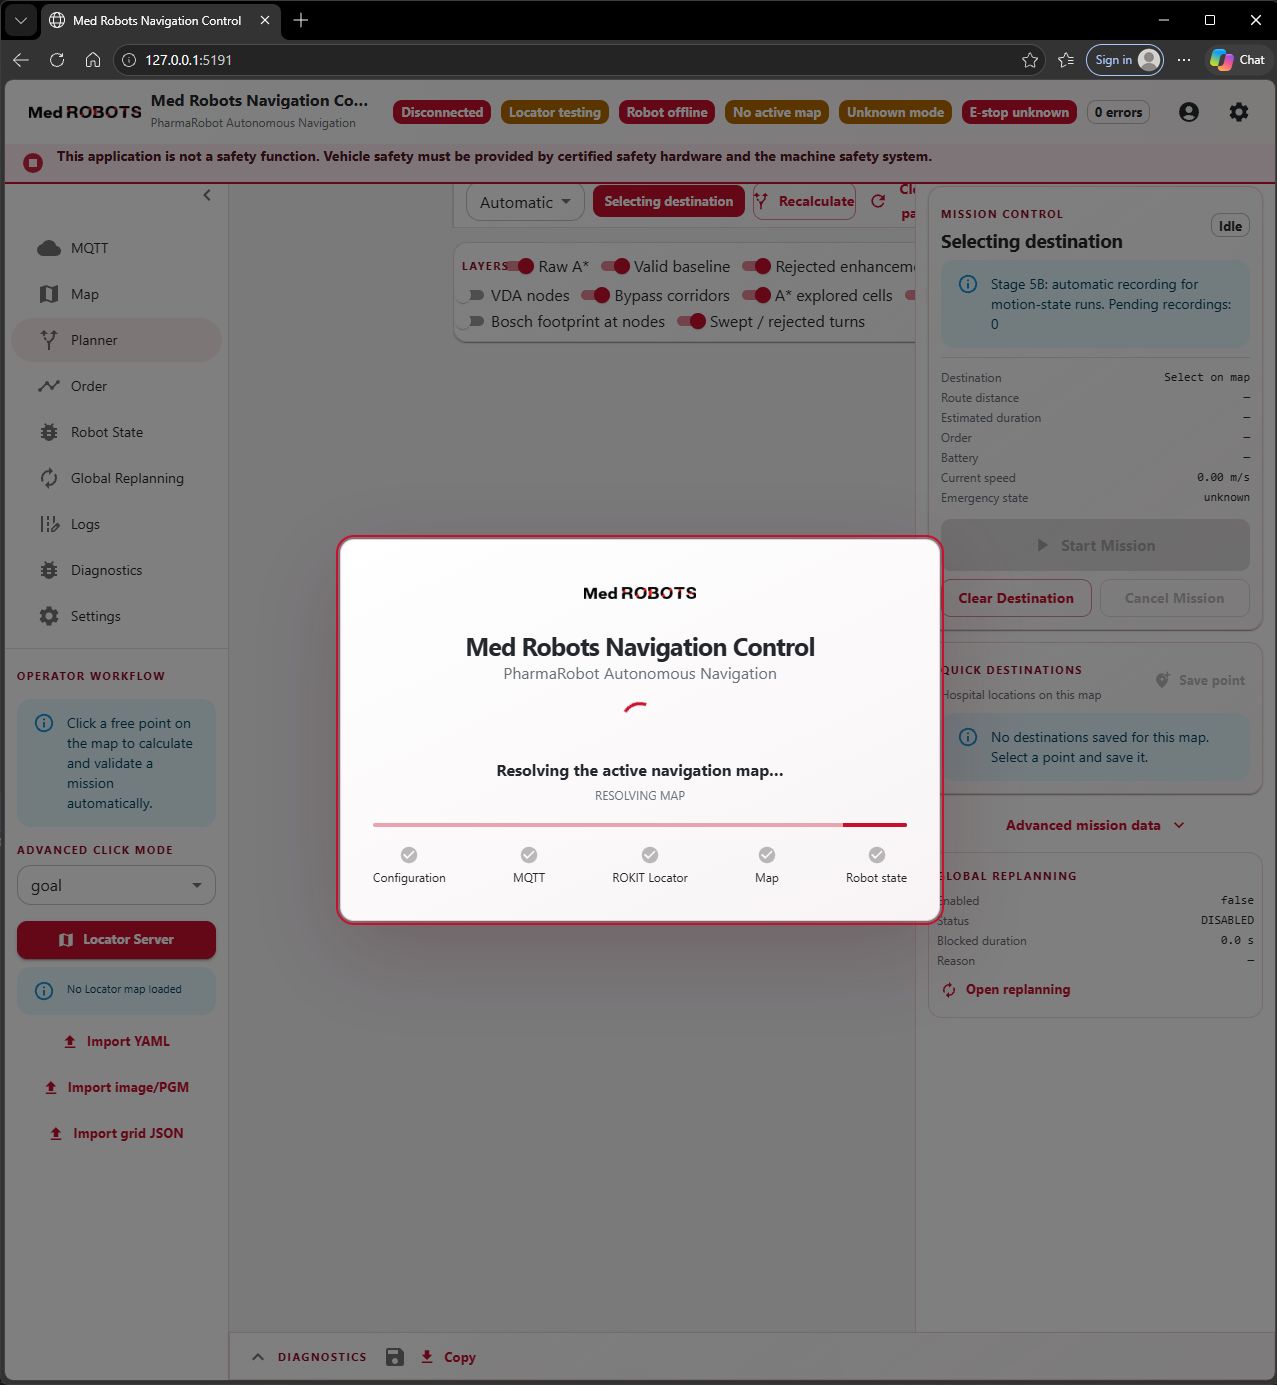 Med Robots Navigation Control
127.0.0.1:5191
Sign in
Chat
Med ROBOTS
Med Robots Navigation Co...
PharmaRobot Autonomous Navigation
Disconnected
Locator testing
Robot offline
No active map
Unknown mode
E-stop unknown
0 errors
This application is not a safety function. Vehicle safety must be provided by certified safety hardware and the machine safety system.
MQTT
Map
Planner
Order
Robot State
Global Replanning
Logs
Diagnostics
Settings
OPERATOR WORKFLOW
Click a free point on
the map to calculate
and validate a
mission
automatically.
ADVANCED CLICK MODE
goal
Locator Server
No Locator map loaded
Import YAML
Import image/PGM
Import grid JSON
Automatic
Selecting destination
Recalculate
LAYERS
Raw A*
Valid baseline
Rejected enhanceme
VDA nodes
Bypass corridors
A* explored cells
Bosch footprint at nodes
Swept / rejected turns
MISSION CONTROL
Selecting destination
Idle
Stage 5B: automatic recording for
motion-state runs. Pending recordings:
0
Destination Select on map
Route distance –
Estimated duration –
Order –
Battery –
Current speed 0.00 m/s
Emergency state unknown
Start Mission
Clear Destination
Cancel Mission
QUICK DESTINATIONS
Hospital locations on this map
Save point
No destinations saved for this map.
Select a point and save it.
Advanced mission data
GLOBAL REPLANNING
Enabled false
Status DISABLED
Blocked duration 0.0 s
Reason –
Open replanning
Med ROBOTS
Med Robots Navigation Control
PharmaRobot Autonomous Navigation
Resolving the active navigation map...
RESOLVING MAP
Configuration
MQTT
ROKIT Locator
Map
Robot state
DIAGNOSTICS
Copy